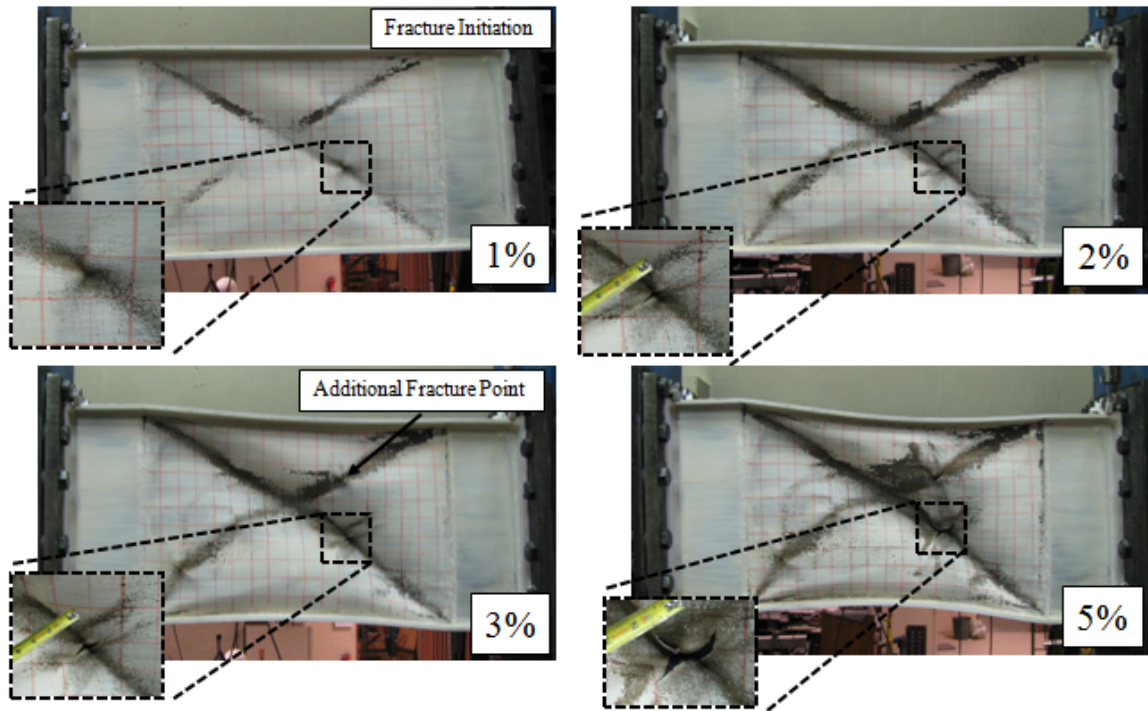 Fracture Initiation
1%
2%
Additional Fracture Point
3%
5%